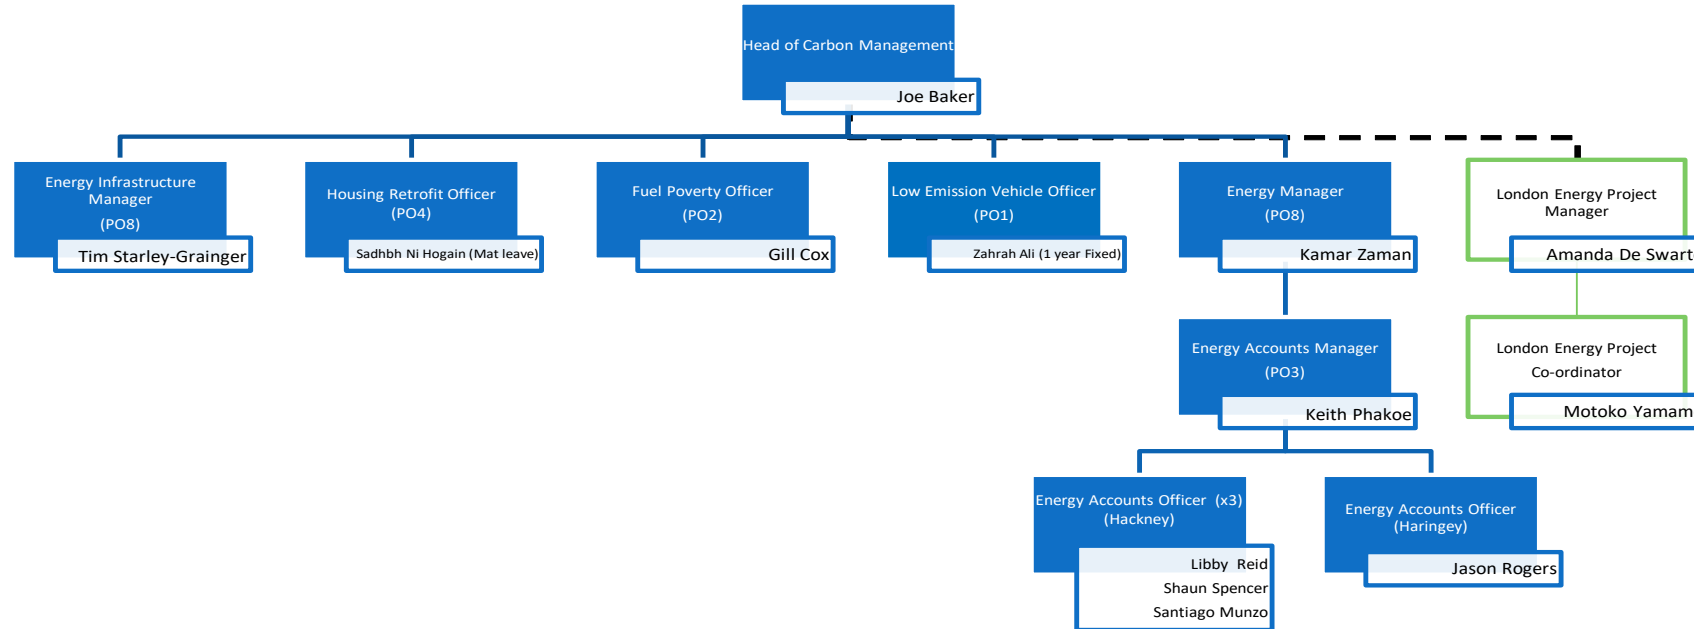 Head of Carbon Management
Joe Baker
Energy Infrastructure
Manager
(PO8)
Tim Starley-Grainger
Housing Retrofit Officer
(PO4)
Sadhbh Ni Hogain (Mat leave)
Fuel Poverty Officer
(PO2)
Gill Cox
Low Emission Vehicle Officer
(PO1)
Zahrah Ali (1 year Fixed)
Energy Manager
(PO8)
Kamar Zaman
London Energy Project
Manager
Amanda De Swart
Energy Accounts Manager
(PO3)
Keith Phakoe
London Energy Project
Co-ordinator
Motoko Yamam
Energy Accounts Officer (x3)
(Hackney)
Libby Reid
Shaun Spencer
Santiago Munzo
Energy Accounts Officer
(Haringey)
Jason Rogers